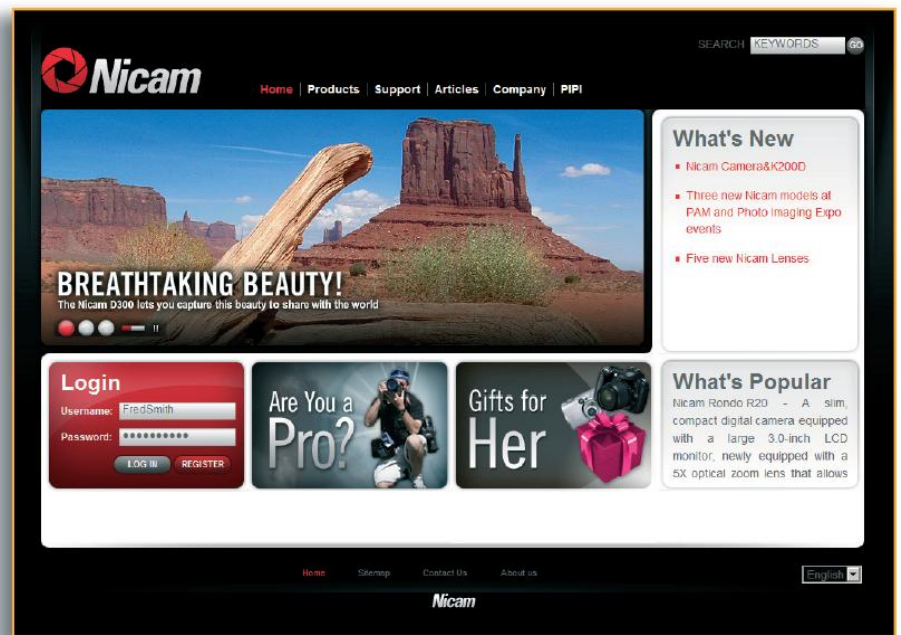 SEARCH KEYWORDS GO
Nicam
Home | Products | Support | Articles | Company | PIPI
BREATHTAKING BEAUTY!
The Nicam D300 lets you capture this beauty to share with the world
What's New
Nicam Camera&K200D
Three new Nicam models at
PAM and Photo Imaging Expo
events
Five new Nicam Lenses
Login
Username: FredSmith
Password: ••••••••••
LOG IN REGISTER
Are You a
Pro?
Gifts for
Her
What's Popular
Nicam Rondo R20 - A slim,
compact digital camera equipped
with a large 3.0-inch LCD
monitor, newly equipped with a
5X optical zoom lens that allows
Home Sitemap Contact Us About us
English
Nicam